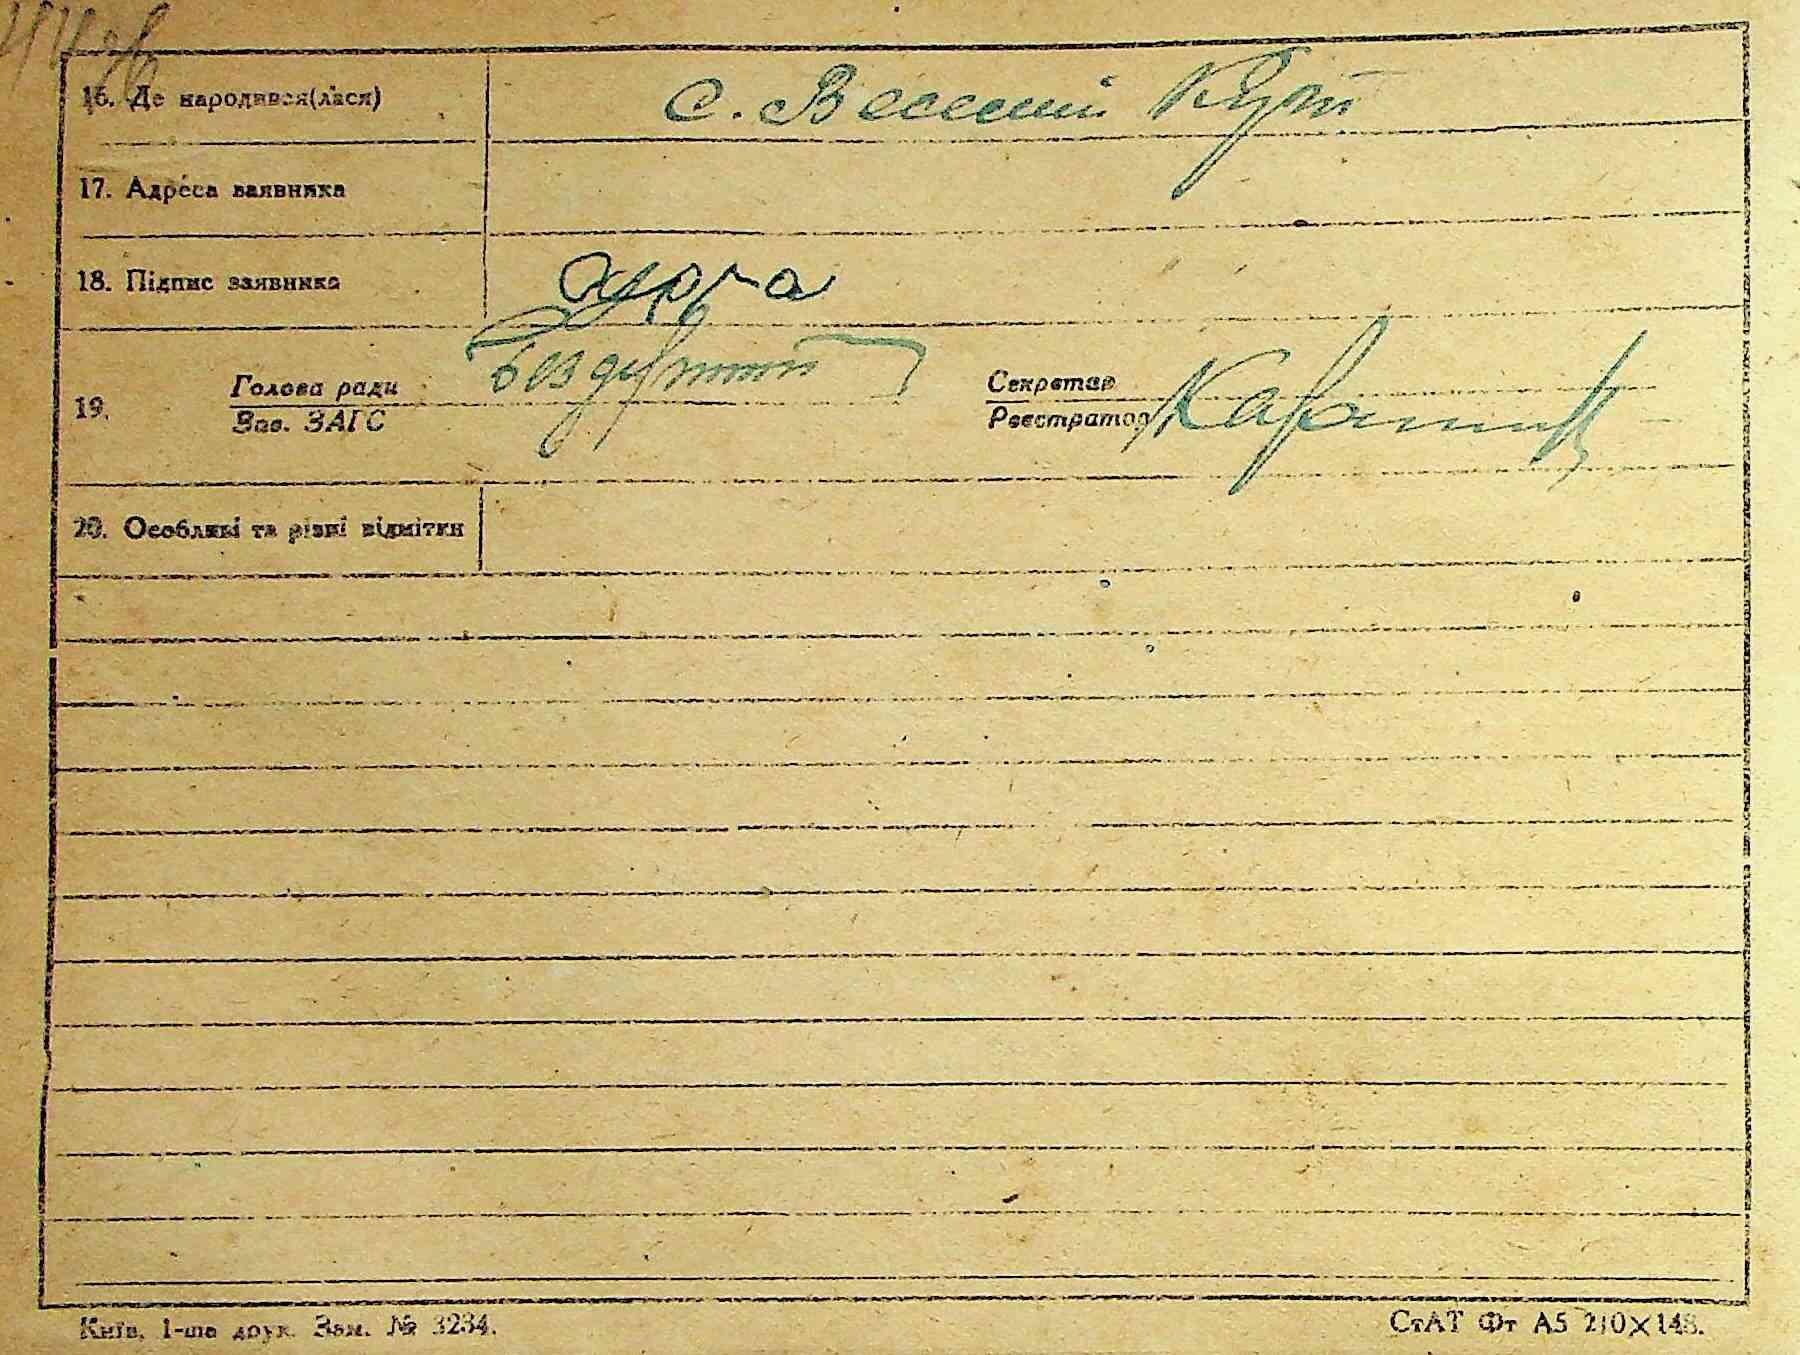 16. Де народився(лася) с. Веселий Кут
17. Адреса заявника
18. Підпис заявника
19. Голова ради Секретар
Зав. ЗАГС Реєстратор
20. Особливі та різні відмітки
Київ, 1-ша друк. Зам. № 3234.
СтАТ Фт А5 210×148.